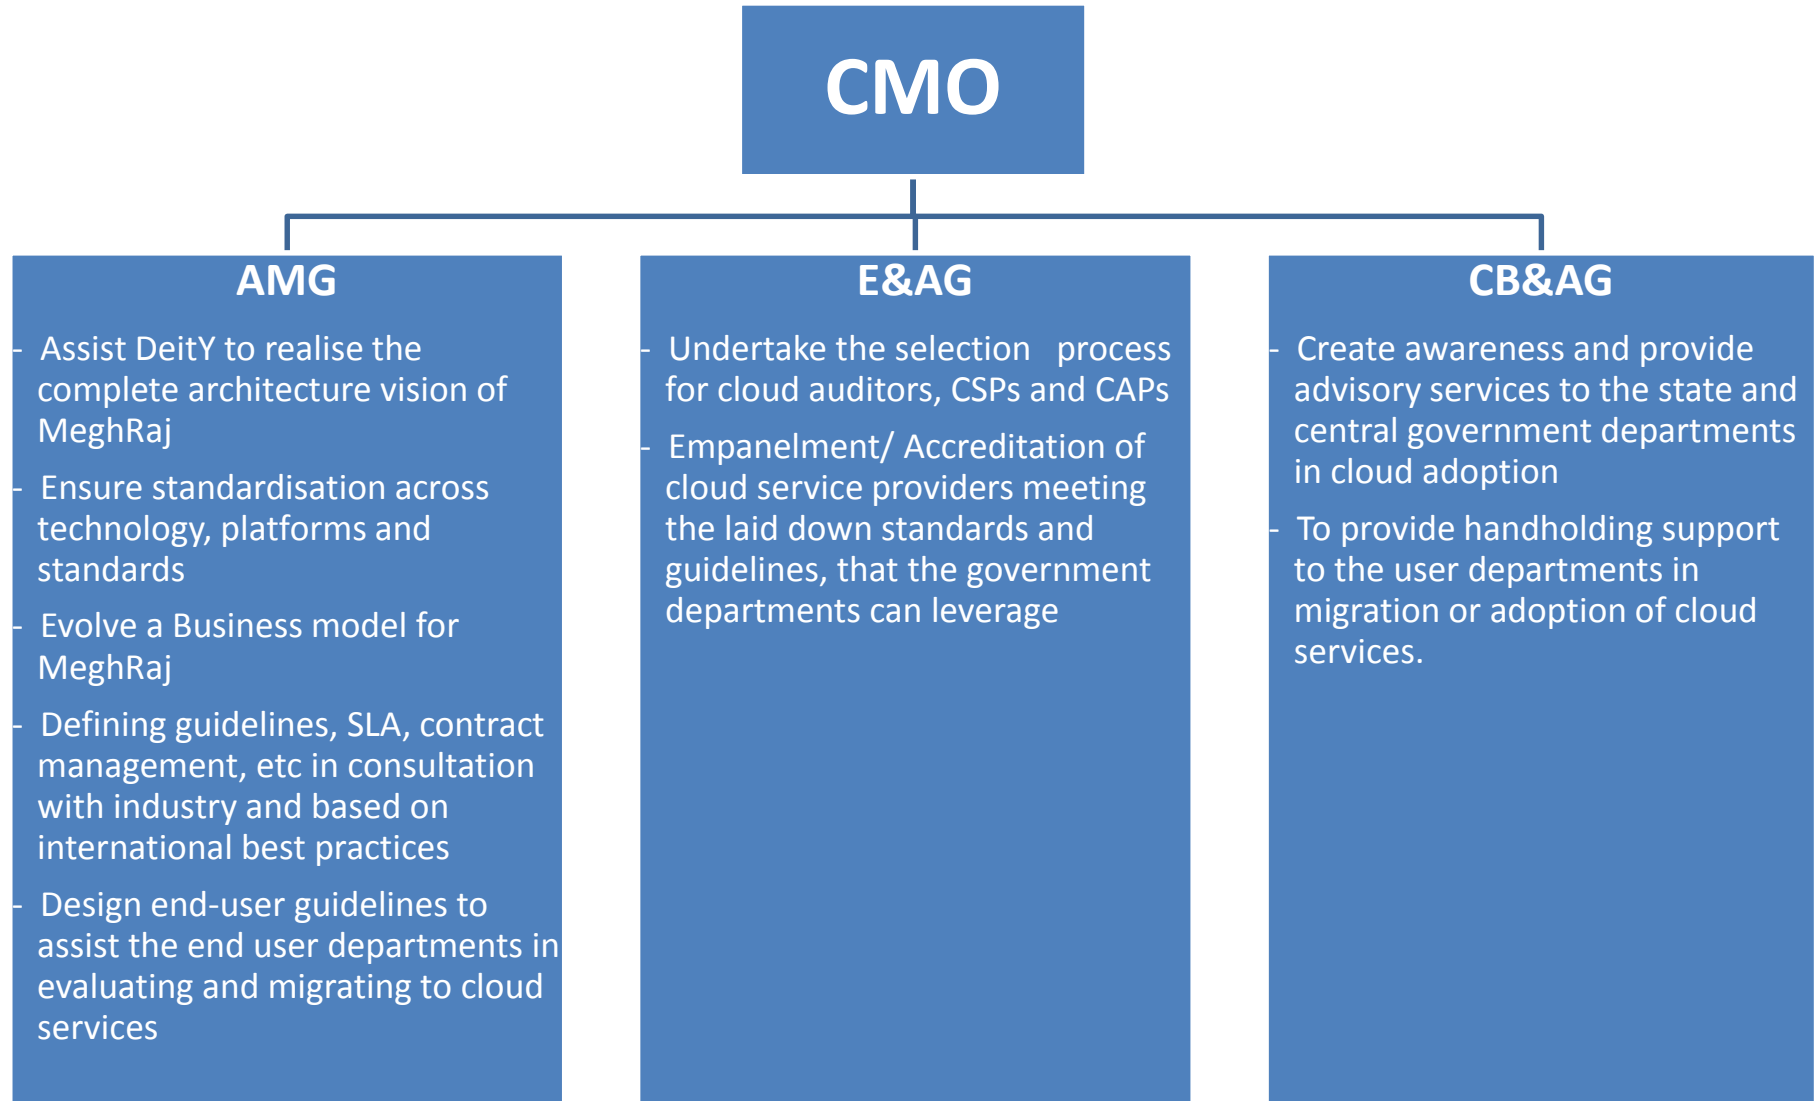 CMO
AMG
- Assist DeitY to realise the
complete architecture vision of
MeghRaj
- Ensure standardisation across
technology, platforms and
standards
- Evolve a Business model for
MeghRaj
- Defining guidelines, SLA, contract
management, etc in consultation
with industry and based on
international best practices
- Design end-user guidelines to
assist the end user departments in
evaluating and migrating to cloud
services
E&AG
- Undertake the selection process
for cloud auditors, CSPs and CAPs
- Empanelment/ Accreditation of
cloud service providers meeting
the laid down standards and
guidelines, that the government
departments can leverage
CB&AG
- Create awareness and provide
advisory services to the state and
central government departments
in cloud adoption
- To provide handholding support
to the user departments in
migration or adoption of cloud
services.